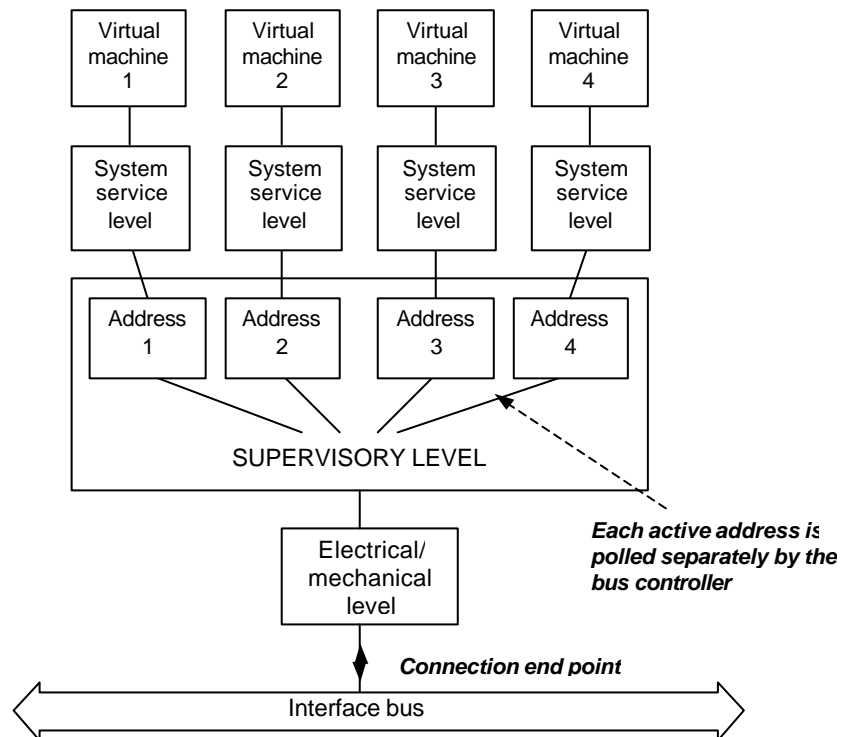 Virtual
machine
1
Virtual
machine
2
Virtual
machine
3
Virtual
machine
4
System
service
level
System
service
level
System
service
level
System
service
level
Address
1
Address
2
Address
3
Address
4
SUPERVISORY LEVEL
Each active address is
polled separately by the
bus controller
Electrical/
mechanical
level
Connection end point
Interface bus